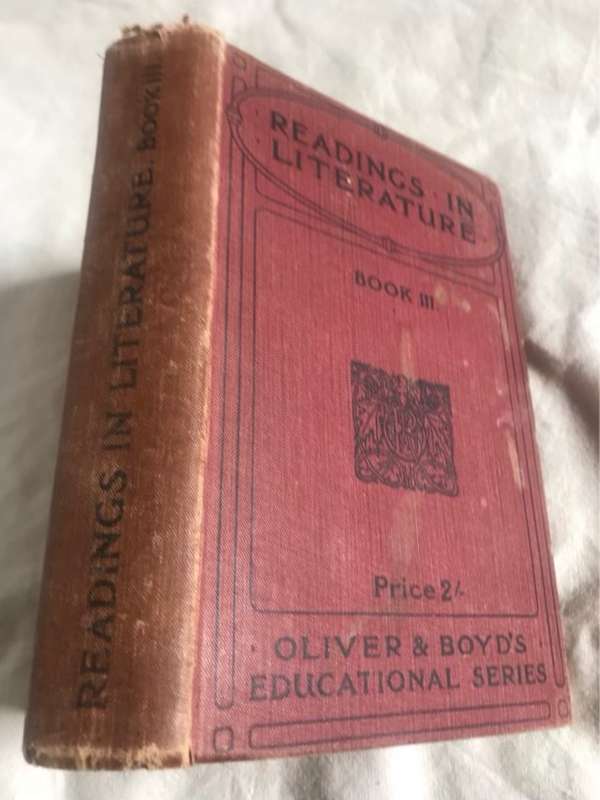 READINGS IN LITERATURE. BOOK III
READINGS · IN
LITERATURE
BOOK III
Price 2/-
· OLIVER & BOYD'S ·
EDUCATIONAL SERIES